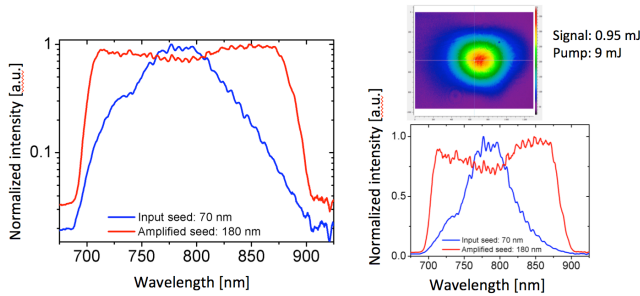 Normalized intensity [a.u.]
1
0.1
700
750
800
850
900
Input seed: 70 nm
Amplified seed: 180 nm
Wavelength [nm]
Signal: 0.95 mJ
Pump: 9 mJ
Normalized intensity [a.u.]
1.0
0.5
0.0
700
750
800
850
900
Input seed: 70 nm
Amplified seed: 180 nm
Wavelength [nm]